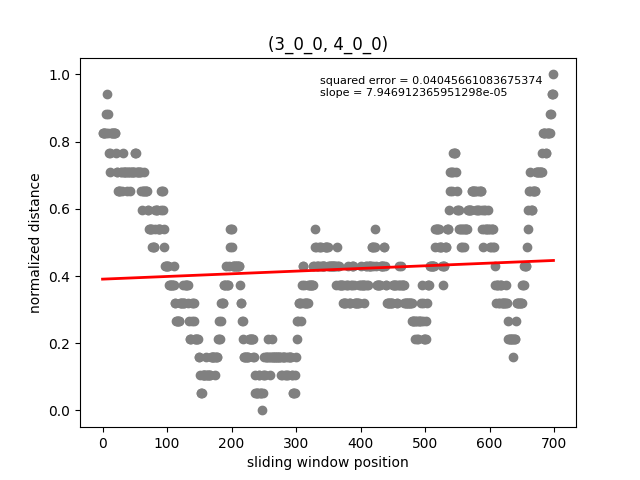 (3_0_0, 4_0_0)
squared error = 0.04045661083675374
slope = 7.946912365951298e-05
normalized distance
1.0
0.8
0.6
0.4
0.2
0.0
0 100 200 300 400 500 600 700
sliding window position